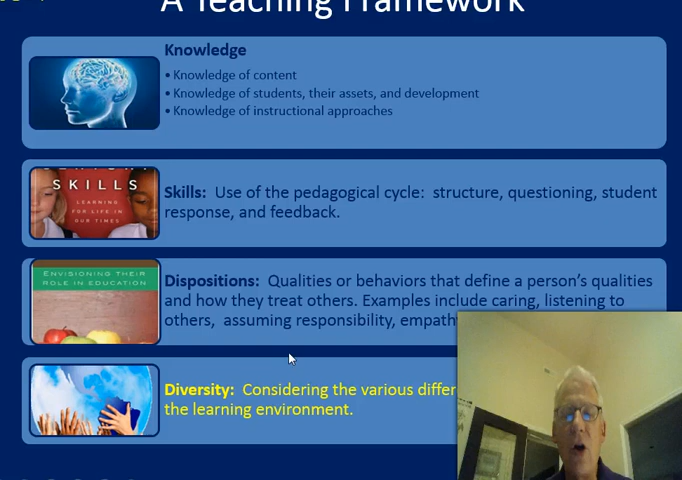 A Teaching Framework
Knowledge
• Knowledge of content
• Knowledge of students, their assets, and development
• Knowledge of instructional approaches
SKILLS
LEARNING
FOR LIFE IN
OUR TIMES
Skills: Use of the pedagogical cycle: structure, questioning, student
response, and feedback.
ENVISIONING THEIR
ROLE IN EDUCATION
Dispositions: Qualities or behaviors that define a person's qualities
and how they treat others. Examples include caring, listening to
others, assuming responsibility, empath
Diversity: Considering the various differ
the learning environment.